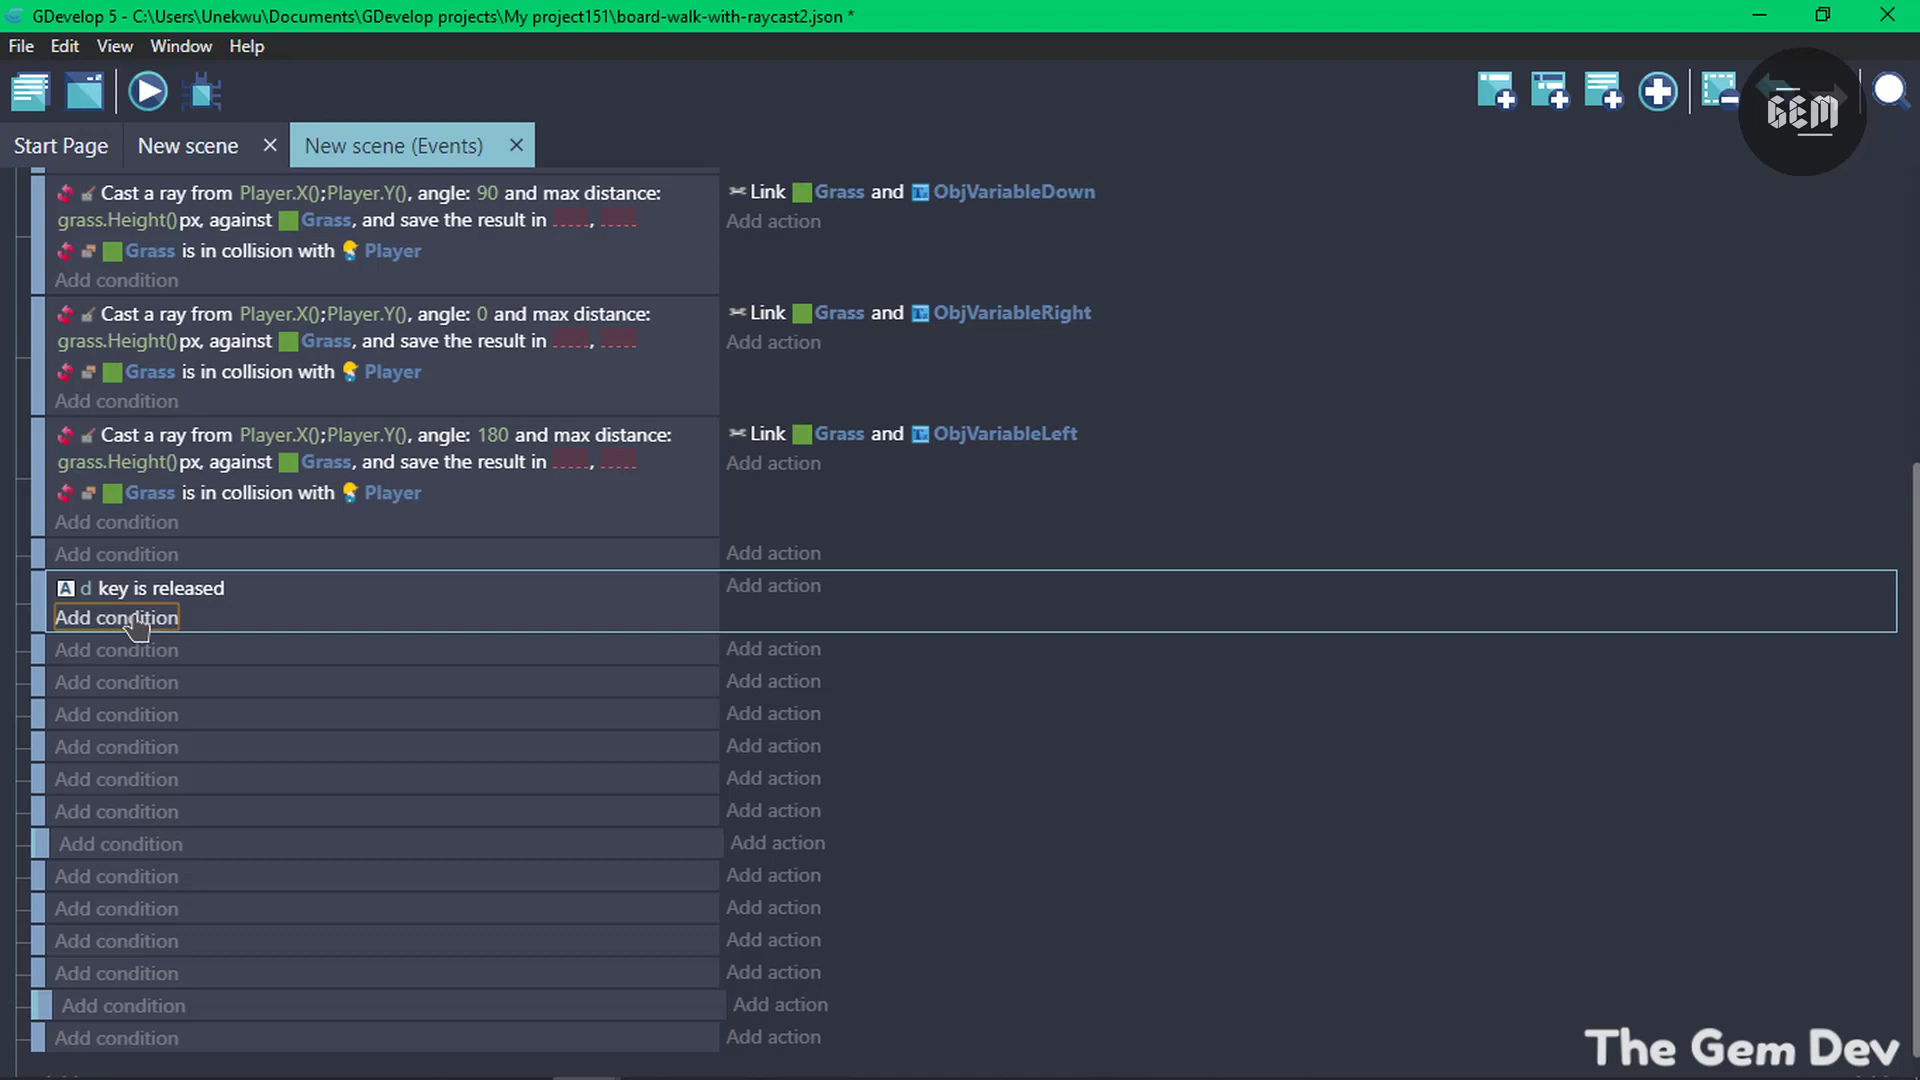 GDevelop 5 - C:\Users\Unekwu\Documents\GDevelop projects\My project151\board-walk-with-raycast2.json *
File Edit View Window Help
GEM
Start Page New scene × New scene (Events) ×
Cast a ray from Player.X();Player.Y(), angle: 90 and max distance: grass.Height()px, against Grass, and save the result in , 
Link Grass and ObjVariableDown
Add action
Grass is in collision with Player
Add condition
Cast a ray from Player.X();Player.Y(), angle: 0 and max distance:
grass.Height()px, against Grass, and save the result in ,
Link Grass and ObjVariableRight
Add action
Grass is in collision with Player
Add condition
Cast a ray from Player.X();Player.Y(), angle: 180 and max distance:
grass.Height()px, against Grass, and save the result in ,
Link Grass and ObjVariableLeft
Add action
Grass is in collision with Player
Add condition
Add condition Add action
A d key is released Add action
Add condition
Add condition Add action
Add condition Add action
Add condition Add action
Add condition Add action
Add condition Add action
Add condition Add action
Add condition Add action
Add condition Add action
Add condition Add action
Add condition Add action
Add condition Add action
Add condition Add action
Add condition Add action
The Gem Dev